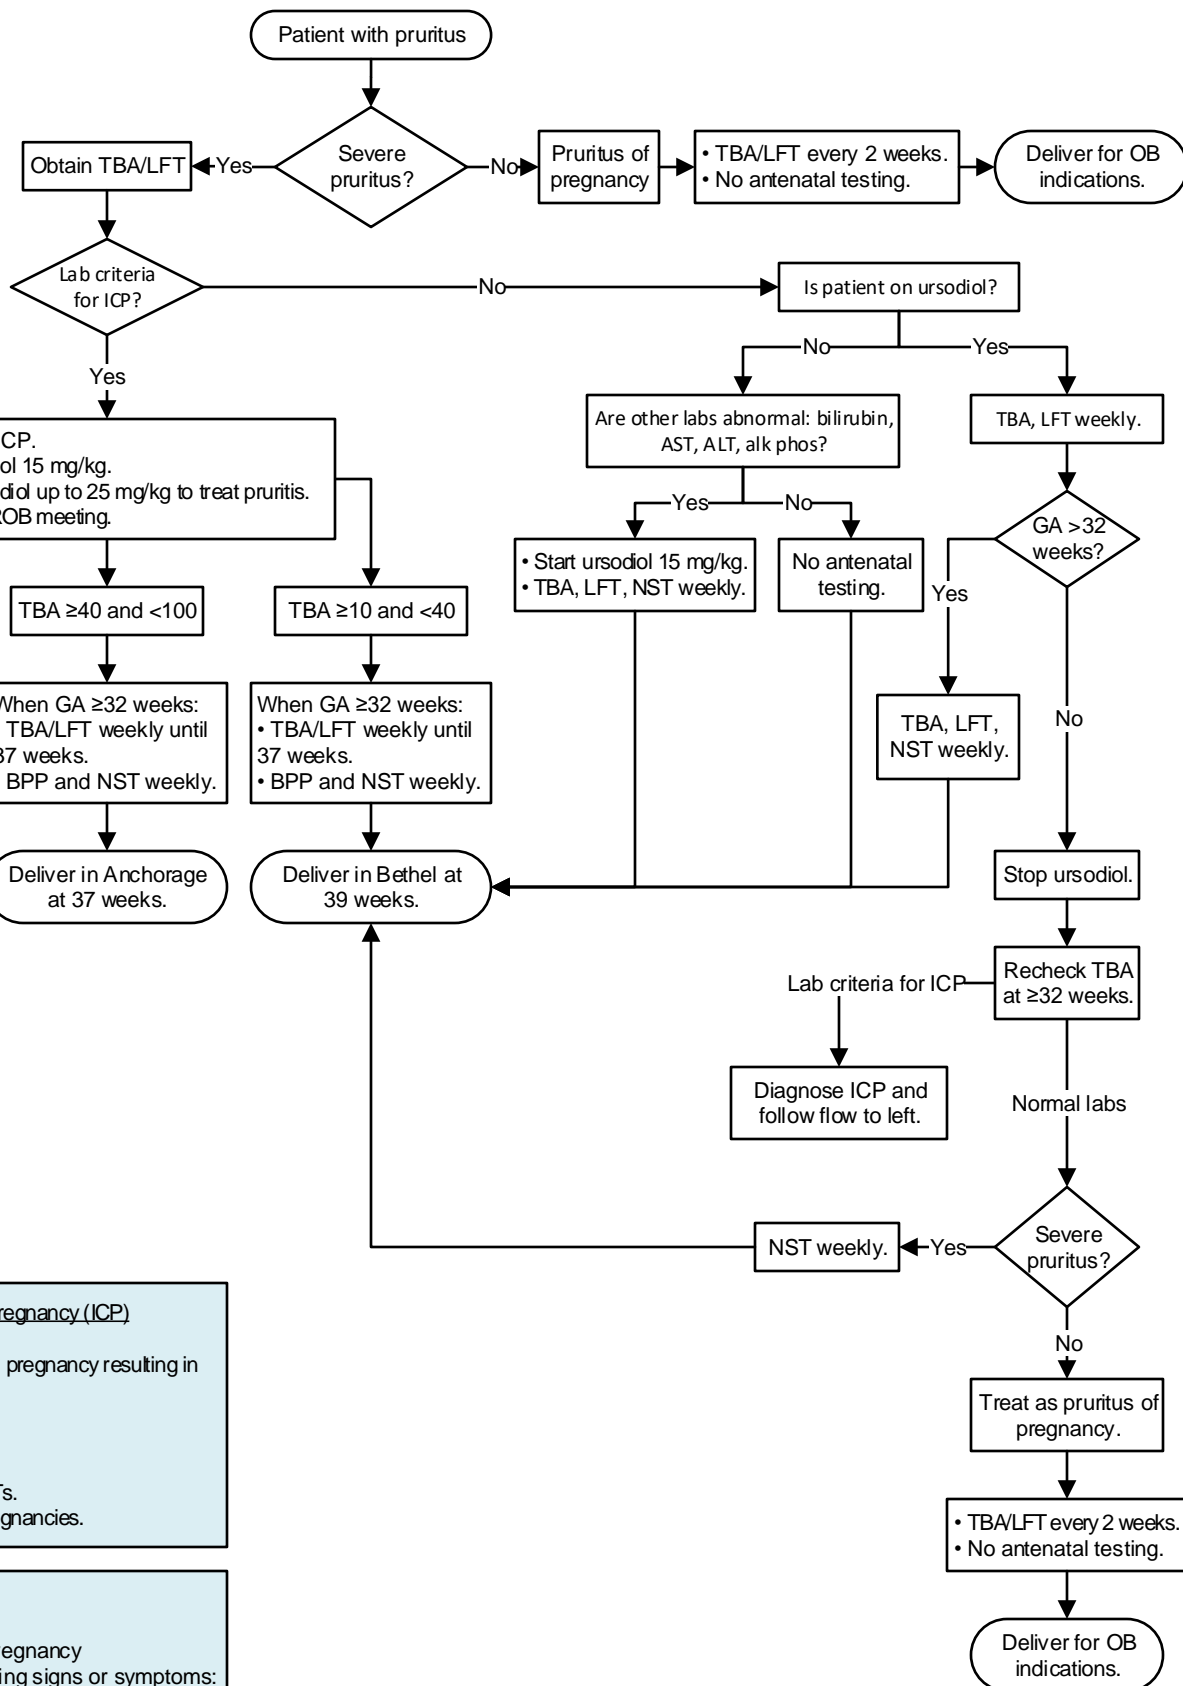 Patient with pruritus
Severe
pruritus?
Yes
No
Obtain TBA/LFT
Pruritus of
pregnancy
• TBA/LFT every 2 weeks.
• No antenatal testing.
Deliver for OB
indications.
Lab criteria
for ICP?
No
Is patient on ursodiol?
Yes
No
Yes
Are other labs abnormal: bilirubin,
AST, ALT, alk phos?
TBA, LFT weekly.
CP.
ol 15 mg/kg.
diol up to 25 mg/kg to treat pruritis.
ROB meeting.
Yes
No
GA >32
weeks?
• Start ursodiol 15 mg/kg.
• TBA, LFT, NST weekly.
No antenatal
testing.
Yes
No
TBA ≥40 and <100
TBA ≥10 and <40
When GA ≥32 weeks:
TBA/LFT weekly until
37 weeks.
BPP and NST weekly.
When GA ≥32 weeks:
• TBA/LFT weekly until
37 weeks.
• BPP and NST weekly.
TBA, LFT,
NST weekly.
Deliver in Anchorage
at 37 weeks.
Deliver in Bethel at
39 weeks.
Stop ursodiol.
Recheck TBA
at ≥32 weeks.
Lab criteria for ICP
Diagnose ICP and
follow flow to left.
Normal labs
Severe
pruritus?
Yes
NST weekly.
No
Treat as pruritus of
pregnancy.
• TBA/LFT every 2 weeks.
• No antenatal testing.
Deliver for OB
indications.
regnancy (ICP)
pregnancy resulting in
Ts.
gnancies.
regnancy
ing signs or symptoms: